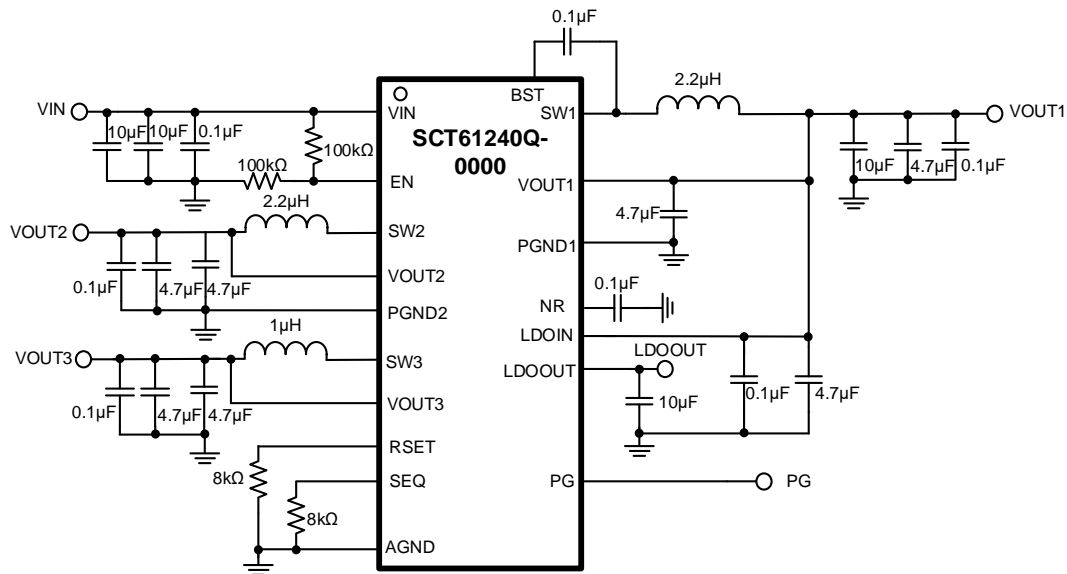 0.1µF
2.2µH
BST
VIN
VIN
SW1
VOUT1
SCT61240Q-
0000
10µF
10µF
0.1µF
100kΩ
100kΩ
EN
10µF
4.7µF
0.1µF
VOUT1
4.7µF
2.2µH
VOUT2
SW2
PGND1
VOUT2
0.1µF
4.7µF
4.7µF
0.1µF
PGND2
NR
1µH
LDOIN
VOUT3
SW3
LDOOUT
LDOOUT
0.1µF
4.7µF
4.7µF
VOUT3
10µF
0.1µF
4.7µF
RSET
8kΩ
SEQ
PG
PG
8kΩ
AGND